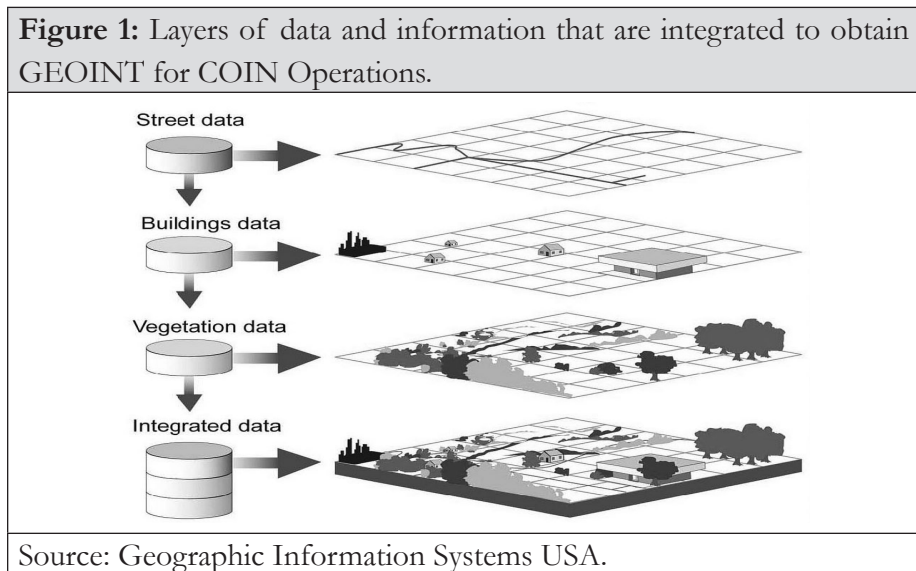 Figure 1: Layers of data and information that are integrated to obtain
GEOINT for COIN Operations.
Street data
Buildings data
Vegetation data
Integrated data
Source: Geographic Information Systems USA.